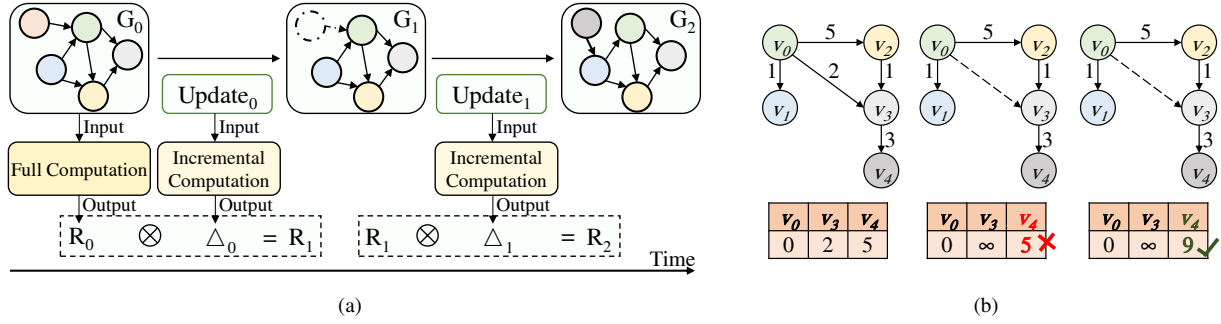 G₀
G₁
G₂
Update₀
Update₁
Input
Input
Input
Full Computation
Incremental
Computation
Incremental
Computation
Output
Output
Output
R₀ ⊗ △₀ = R₁
R₁ ⊗ △₁ = R₂
Time
(a)
v₀ 5 v₂
1 2 1
v₁ v₃
3
v₄
v₀ v₃ v₄
0 2 5
v₀ 5 v₂
1 1
v₁ v₃
3
v₄
v₀ v₃ v₄
0 ∞ 5
v₀ 5 v₂
1 1
v₁ v₃
3
v₄
v₀ v₃ v₄
0 ∞ 9
(b)